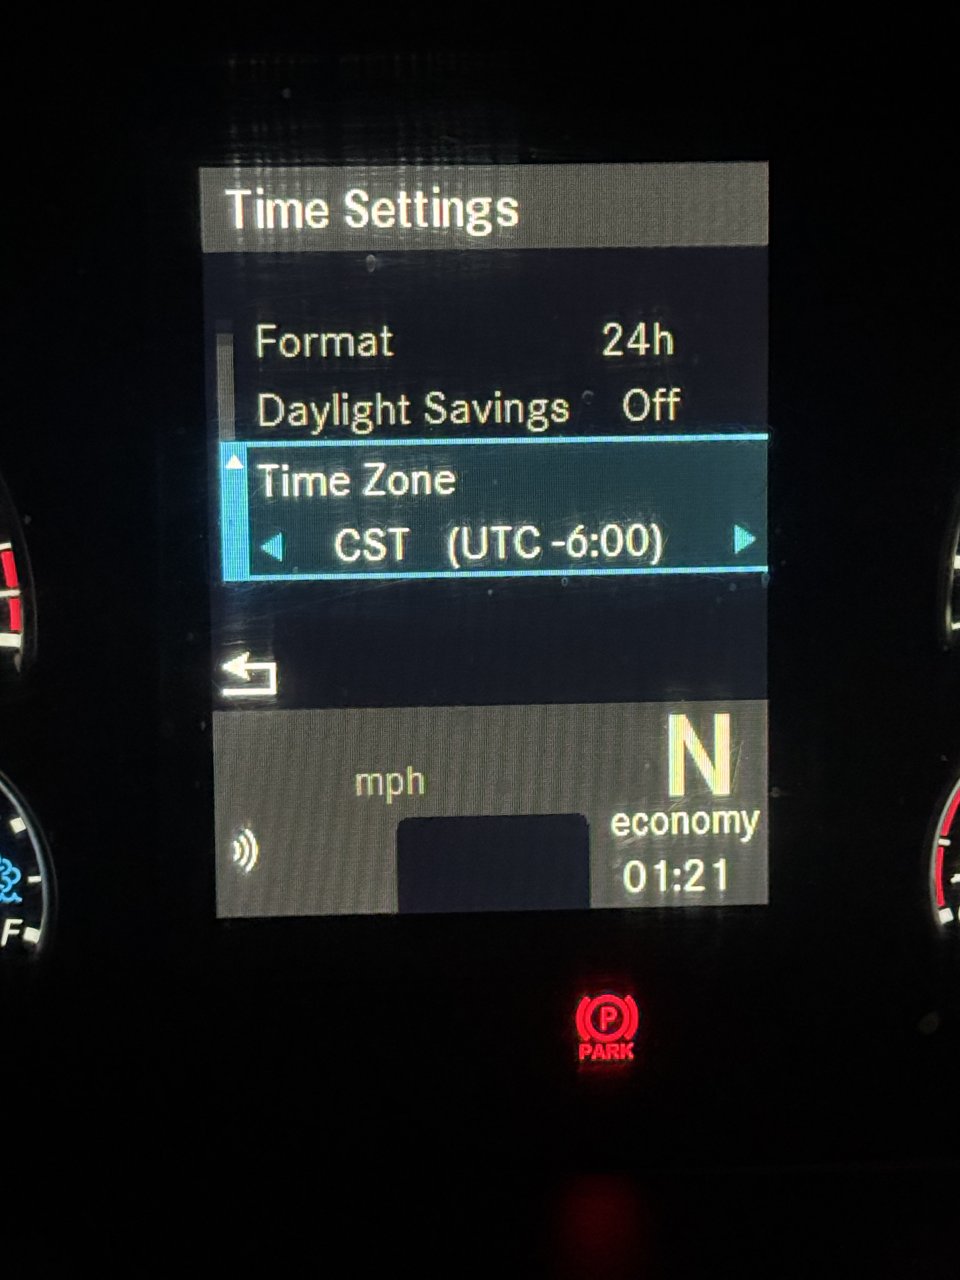 Time Settings
Format 24h
Daylight Savings Off
Time Zone
CST (UTC -6:00)
mph
N
economy
01:21
F
P
PARK